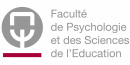 Faculté
de Psychologie
et des Sciences
de l'Education